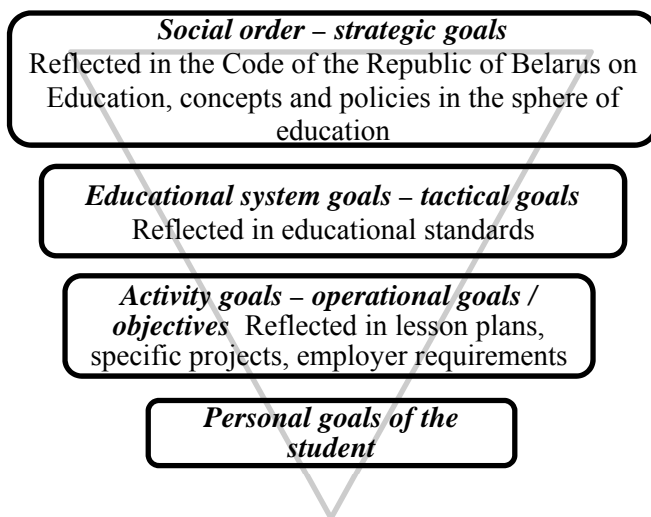 Social order – strategic goals
Reflected in the Code of the Republic of Belarus on
Education, concepts and policies in the sphere of
education
Educational system goals – tactical goals
Reflected in educational standards
Activity goals – operational goals /
objectives Reflected in lesson plans,
specific projects, employer requirements
Personal goals of the
student